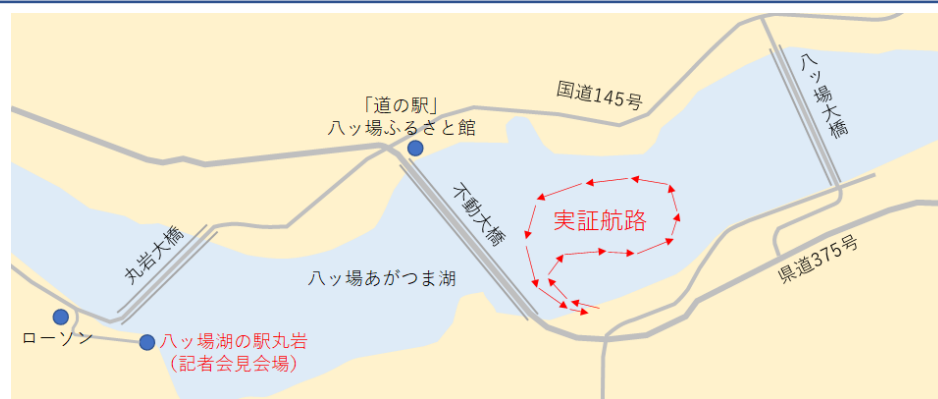 国道145号
八ッ場大橋
「道の駅」
八ッ場ふるさと館
不動大橋
実証航路
丸岩大橋
八ッ場あがつま湖
県道375号
ローソン
八ッ場湖の駅丸岩
(記者会見会場)